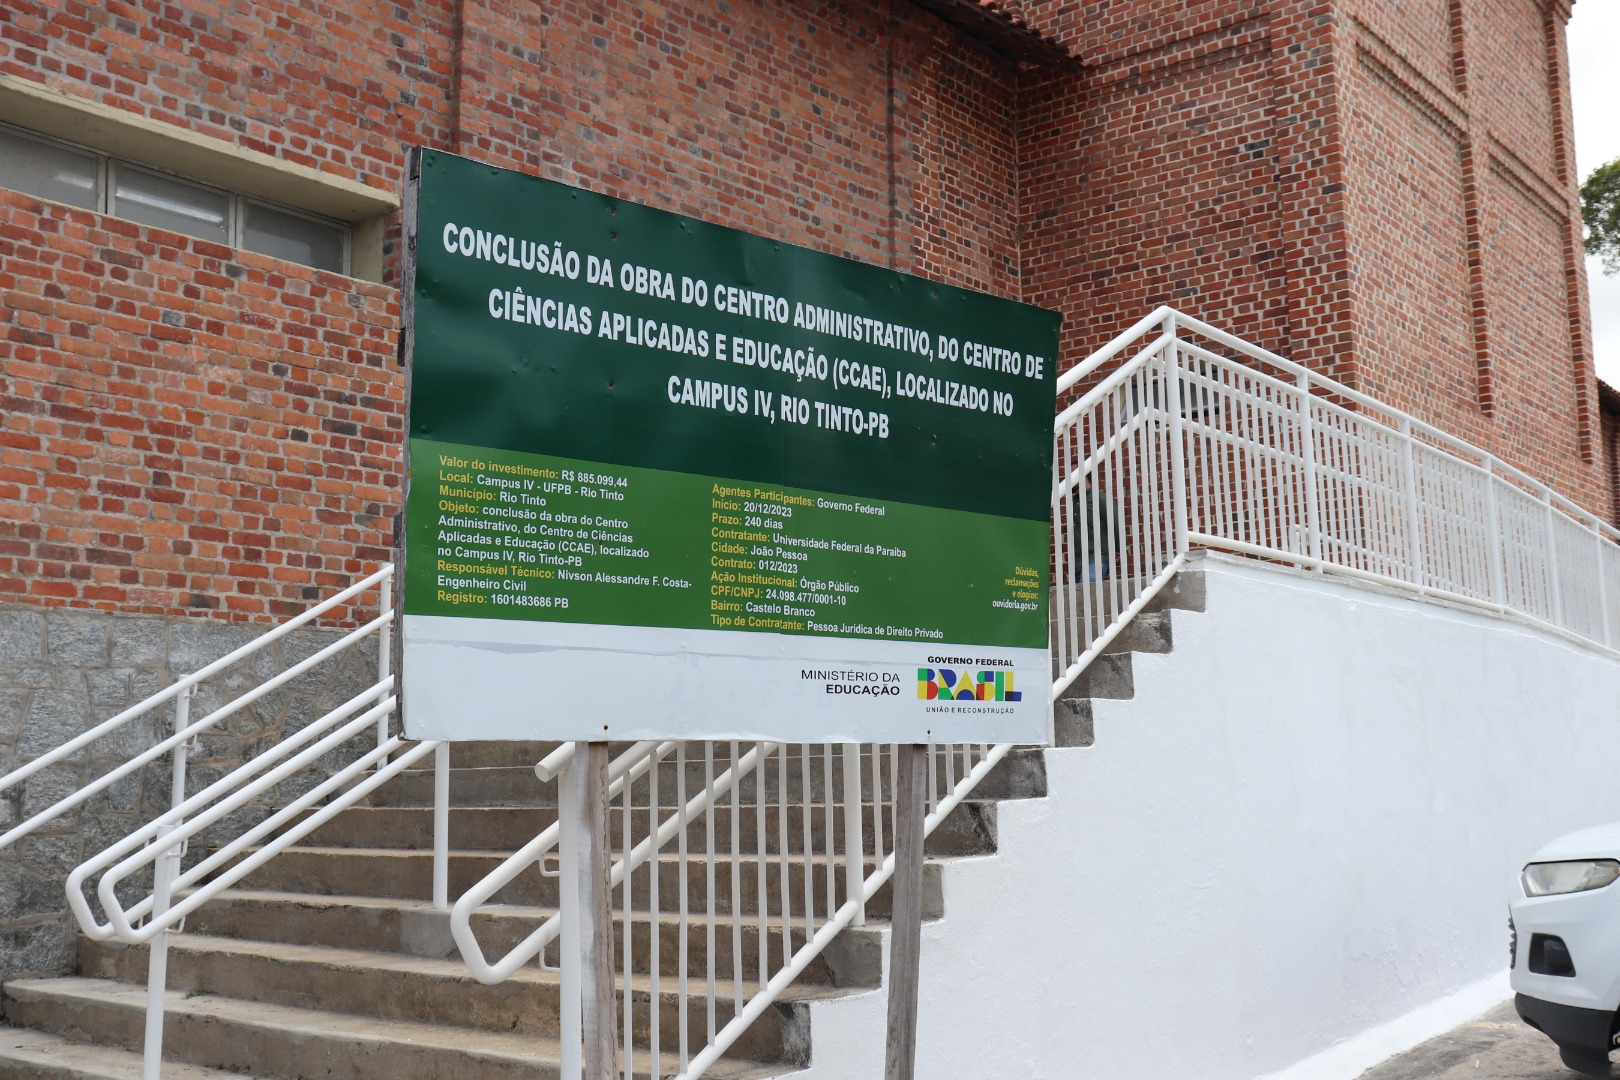 CONCLUSÃO DA OBRA DO CENTRO ADMINISTRATIVO, DO CENTRO DE
CIÊNCIAS APLICADAS E EDUCAÇÃO (CCAE), LOCALIZADO NO
CAMPUS IV, RIO TINTO-PB
Valor do investimento: R$ 885.099,44
Local: Campus IV - UFPB - Rio Tinto
Município: Rio Tinto
Objeto: conclusão da obra do Centro
Administrativo, do Centro de Ciências
Aplicadas e Educação (CCAE), localizado
no Campus IV, Rio Tinto-PB
Responsável Técnico: Nivson Alessandre F. Costa-
Engenheiro Civil
Registro: 1601483686 PB
Agentes Participantes: Governo Federal
Início: 20/12/2023
Prazo: 240 dias
Contratante: Universidade Federal da Paraíba
Cidade: João Pessoa
Contrato: 012/2023
Ação Institucional: Órgão Público
CPF/CNPJ: 24.098.477/0001-10
Bairro: Castelo Branco
Tipo de Contratante: Pessoa Jurídica de Direito Privado
Dúvidas,
reclamações
e elogios:
ouvidoria.gov.br
MINISTÉRIO DA
EDUCAÇÃO
GOVERNO FEDERAL
BRASIL
UNIÃO E RECONSTRUÇÃO